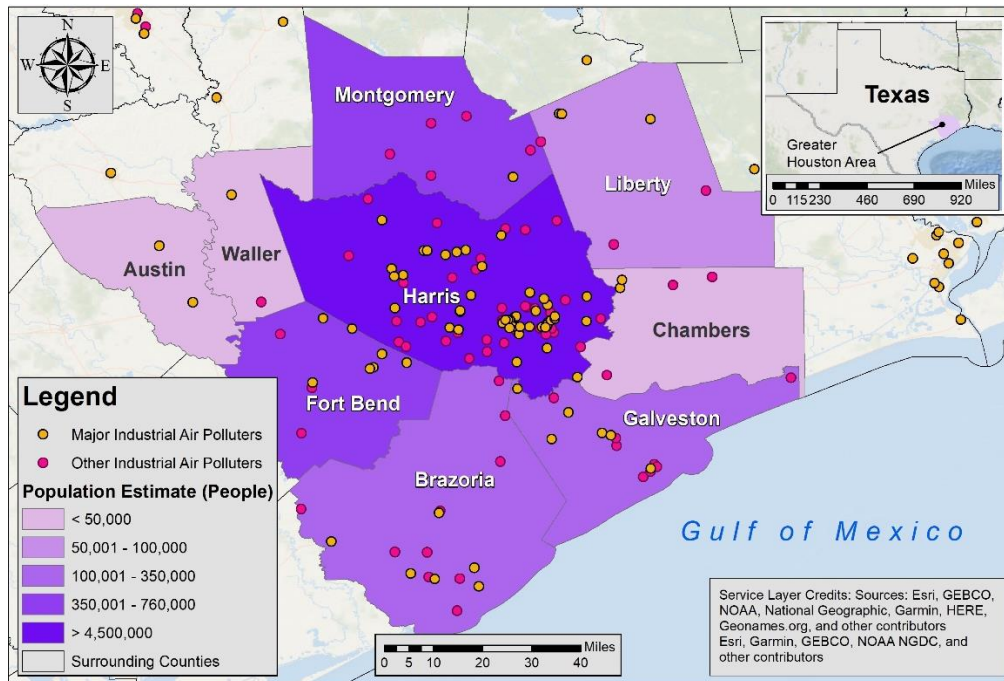 N
W E
S
Texas
Greater
Houston Area
Miles
0 115 230 460 690 920
Montgomery
Liberty
Waller
Austin
Harris
Chambers
Fort Bend
Galveston
Brazoria
Gulf of Mexico
Legend
Major Industrial Air Polluters
Other Industrial Air Polluters
Population Estimate (People)
< 50,000
50,001 - 100,000
100,001 - 350,000
350,001 - 760,000
> 4,500,000
Surrounding Counties
Miles
0 5 10 20 30 40
Service Layer Credits: Sources: Esri, GEBCO,
NOAA, National Geographic, Garmin, HERE,
Geonames.org, and other contributors
Esri, Garmin, GEBCO, NOAA NGDC, and
other contributors